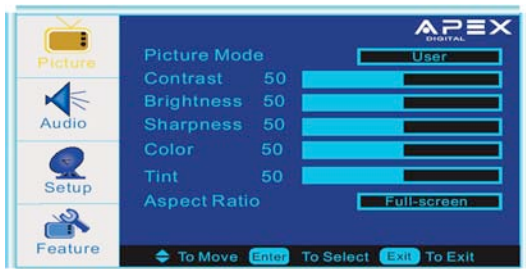 APEX
DIGITAL
Picture
Audio
Setup
Feature
Picture Mode User
Contrast 50
Brightness 50
Sharpness 50
Color 50
Tint 50
Aspect Ratio Full-screen
To Move Enter To Select Exit To Exit